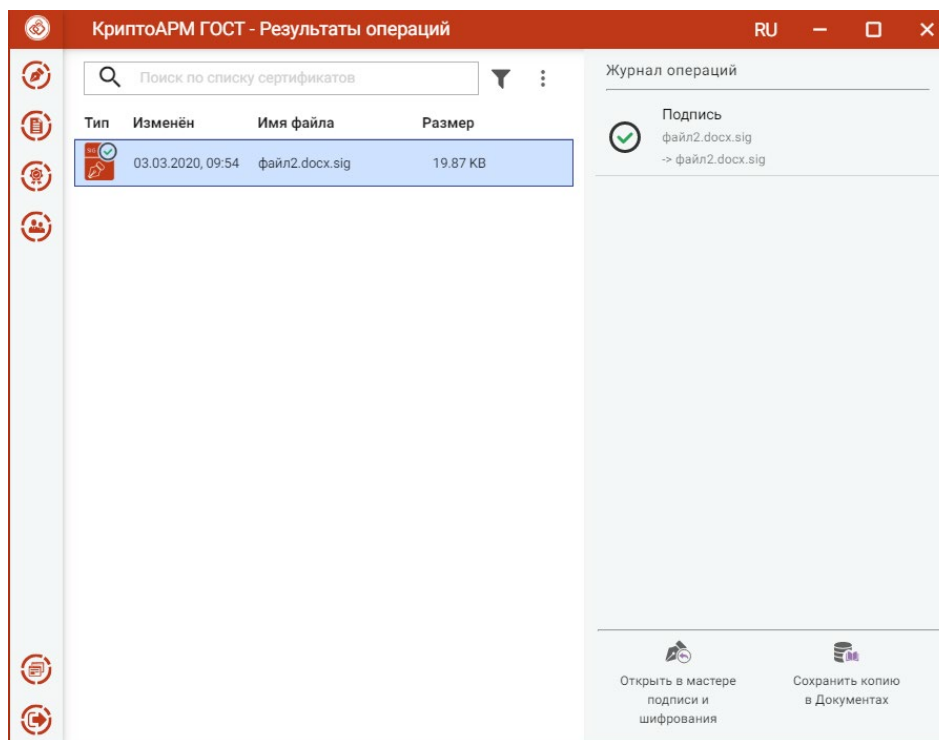 КриптоАРМ ГОСТ - Результаты операций
RU
Поиск по списку сертификатов
Тип Изменён Имя файла Размер
SIG
03.03.2020, 09:54 файл2.docx.sig 19.87 KB
Журнал операций
Подпись
файл2.docx.sig
-> файл2.docx.sig
Открыть в мастере
подписи и
шифрования
Сохранить копию
в Документах